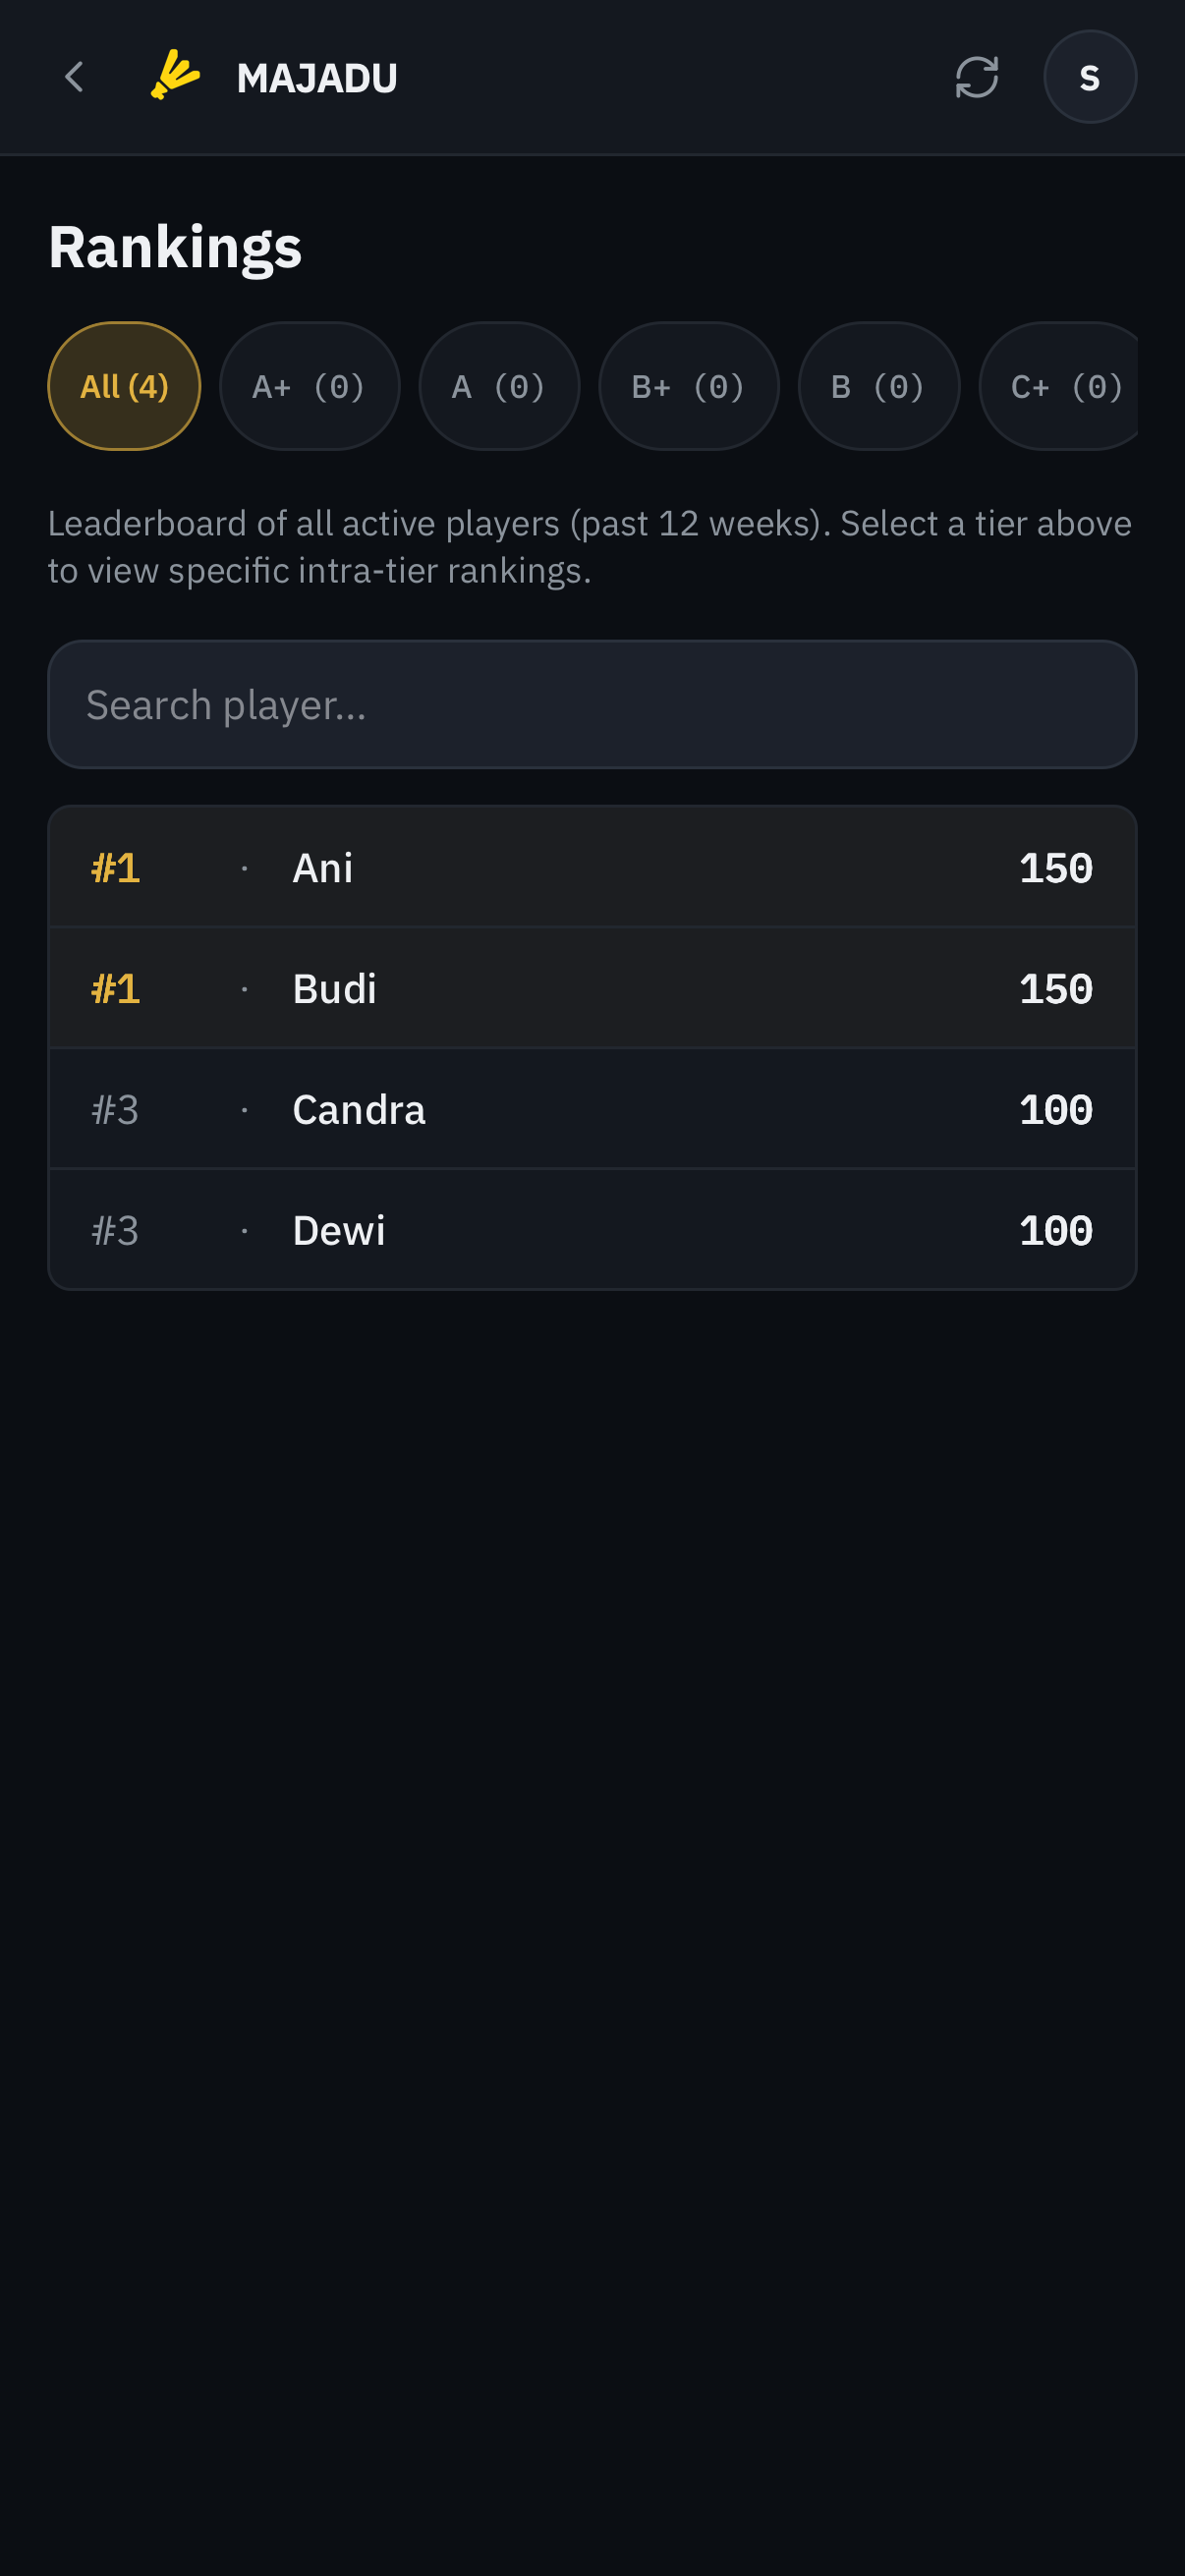 MAJADU
S
Rankings
All (4)
A+ (0)
A (0)
B+ (0)
B (0)
C+ (0)
Leaderboard of all active players (past 12 weeks). Select a tier above
to view specific intra-tier rankings.
Search player...
#1 · Ani 150
#1 · Budi 150
#3 · Candra 100
#3 · Dewi 100